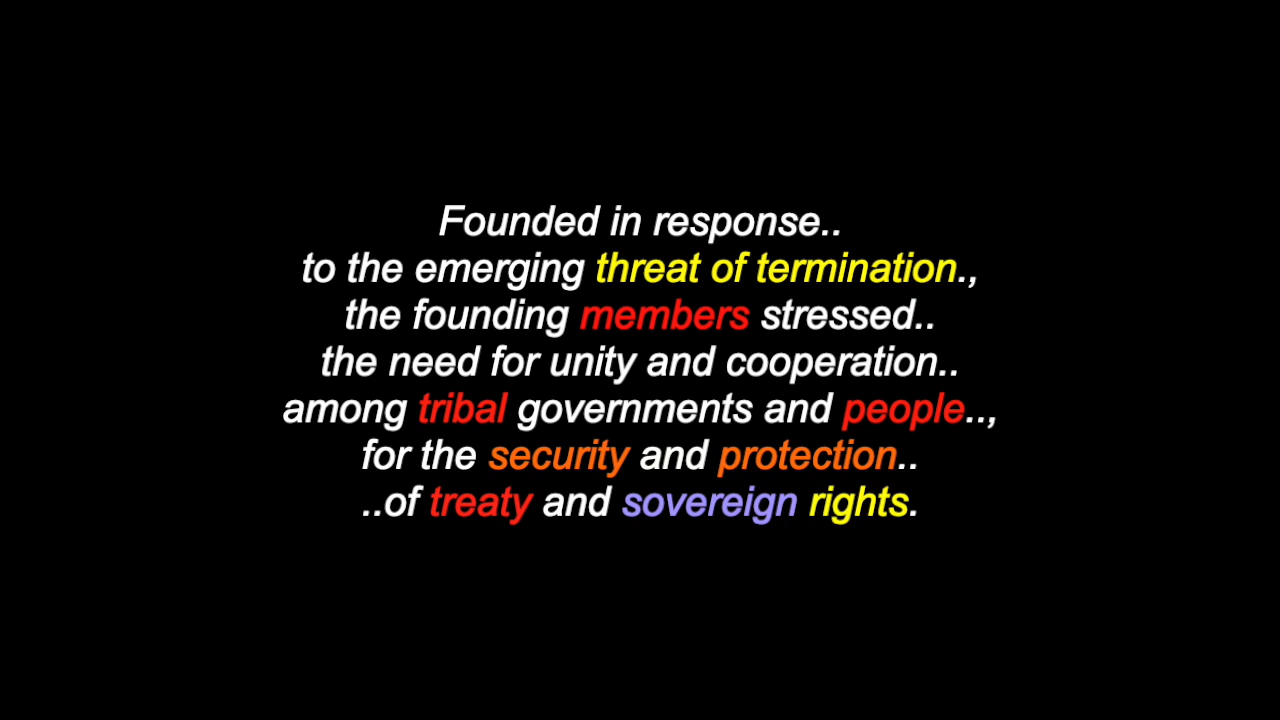 Founded in response..
to the emerging threat of termination.,
the founding members stressed..
the need for unity and cooperation..
among tribal governments and people..,
for the security and protection..
..of treaty and sovereign rights.